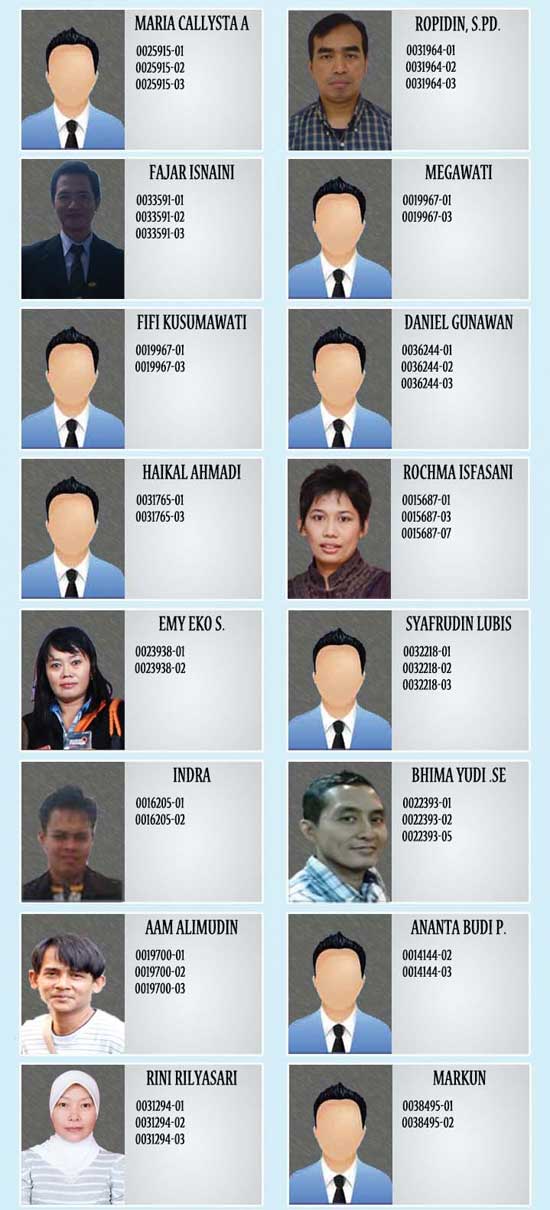 MARIA CALLYSTA A
0025915-01
0025915-02
0025915-03
ROPIDIN, S.PD.
0031964-01
0031964-02
0031964-03
FAJAR ISNAINI
0033591-01
0033591-02
0033591-03
MEGAWATI
0019967-01
0019967-03
FIFI KUSUMAWATI
0019967-01
0019967-03
DANIEL GUNAWAN
0036244-01
0036244-02
0036244-03
HAIKAL AHMADI
0031765-01
0031765-03
ROCHMA ISFASANI
0015687-01
0015687-03
0015687-07
EMY EKO S.
0023938-01
0023938-02
SYAFRUDIN LUBIS
0032218-01
0032218-02
0032218-03
INDRA
0016205-01
0016205-02
BHIMA YUDI .SE
0022393-01
0022393-02
0022393-05
AAM ALIMUDIN
0019700-01
0019700-02
0019700-03
ANANTA BUDI P.
0014144-02
0014144-03
RINI RILYASARI
0031294-01
0031294-02
0031294-03
MARKUN
0038495-01
0038495-02